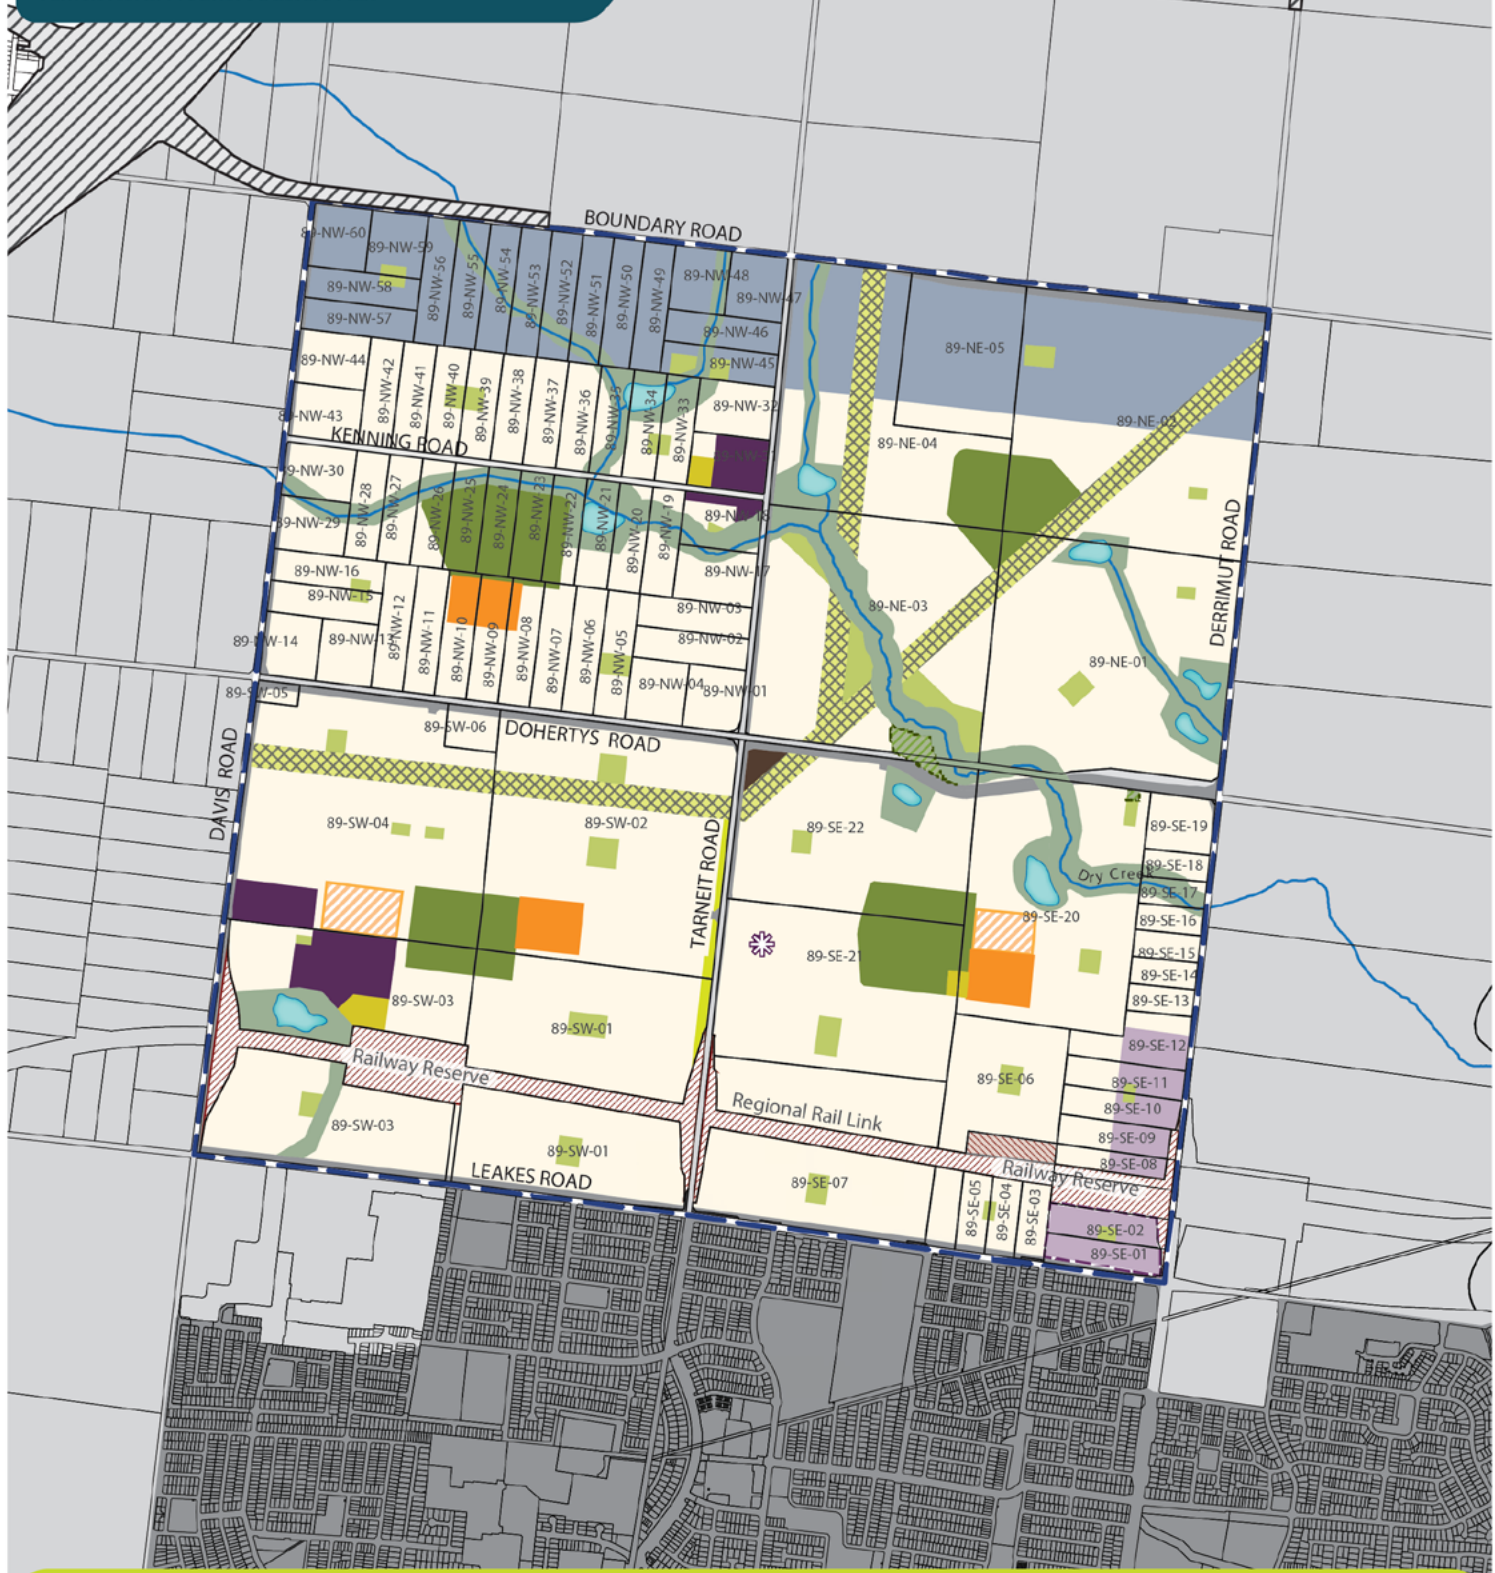 BOUNDARY ROAD
89-NW-60
89-NW-59
89-NW-58
89-NW-57
89-NW-56
89-NW-55
89-NW-54
89-NW-53
89-NW-52
89-NW-51
89-NW-50
89-NW-49
89-NW-48
89-NW-47
89-NW-46
89-NW-45
89-NE-05
89-NE-02
89-NE-04
89-NW-44
89-NW-43
89-NW-42
89-NW-41
89-NW-40
89-NW-39
89-NW-38
89-NW-37
89-NW-36
89-NW-35
89-NW-34
89-NW-33
89-NW-32
KENNING ROAD
89-NW-30
89-NW-29
89-NW-28
89-NW-27
89-NW-26
89-NW-25
89-NW-24
89-NW-23
89-NW-22
89-NW-21
89-NW-20
89-NW-19
89-NW-18
89-NW-17
89-NW-16
89-NW-15
89-NW-14
89-NW-13
89-NW-12
89-NW-11
89-NW-10
89-NW-09
89-NW-08
89-NW-07
89-NW-06
89-NW-05
89-NW-03
89-NW-02
89-NW-04
89-NW-01
89-NE-03
89-NE-01
DERRIMUT ROAD
89-SW-05
89-SW-06
DOHERTYS ROAD
DAVIS ROAD
89-SW-04
89-SW-02
TARNEIT ROAD
89-SE-22
89-SE-19
89-SE-18
Dry Creek
89-SE-17
89-SE-20
89-SE-16
89-SE-21
89-SE-15
89-SE-14
89-SE-13
89-SW-03
89-SW-01
89-SE-12
Railway Reserve
89-SE-06
89-SE-11
89-SE-10
Regional Rail Link
89-SW-03
89-SW-01
89-SE-09
89-SE-08
Railway Reserve
LEAKES ROAD
89-SE-07
89-SE-05
89-SE-04
89-SE-03
89-SE-02
89-SE-01